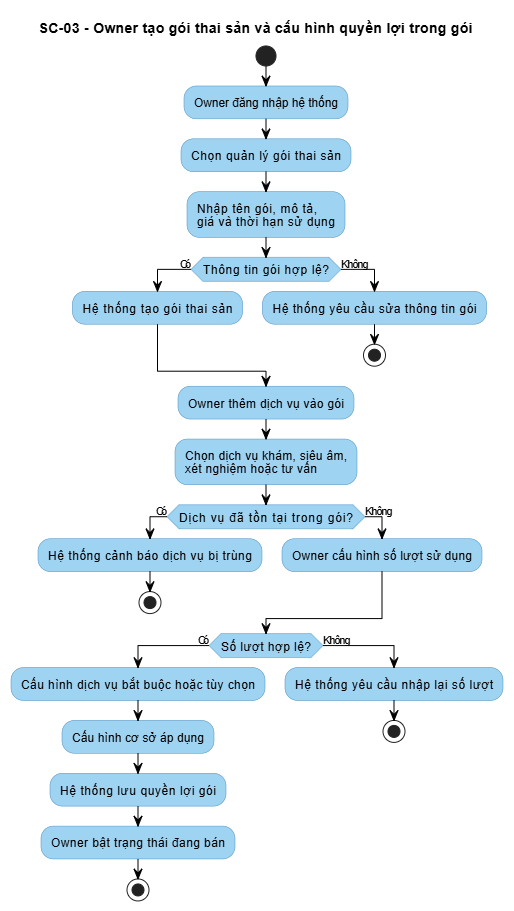 SC-03 - Owner tạo gói thai sản và cấu hình quyền lợi trong gói
Owner đăng nhập hệ thống
Chọn quản lý gói thai sản
Nhập tên gói, mô tả,
giá và thời hạn sử dụng
Thông tin gói hợp lệ?
Có
Không
Hệ thống tạo gói thai sản
Hệ thống yêu cầu sửa thông tin gói
Owner thêm dịch vụ vào gói
Chọn dịch vụ khám, siêu âm,
xét nghiệm hoặc tư vấn
Dịch vụ đã tồn tại trong gói?
Có
Không
Hệ thống cảnh báo dịch vụ bị trùng
Owner cấu hình số lượt sử dụng
Số lượt hợp lệ?
Có
Không
Cấu hình dịch vụ bắt buộc hoặc tùy chọn
Hệ thống yêu cầu nhập lại số lượt
Cấu hình cơ sở áp dụng
Hệ thống lưu quyền lợi gói
Owner bật trạng thái đang bán